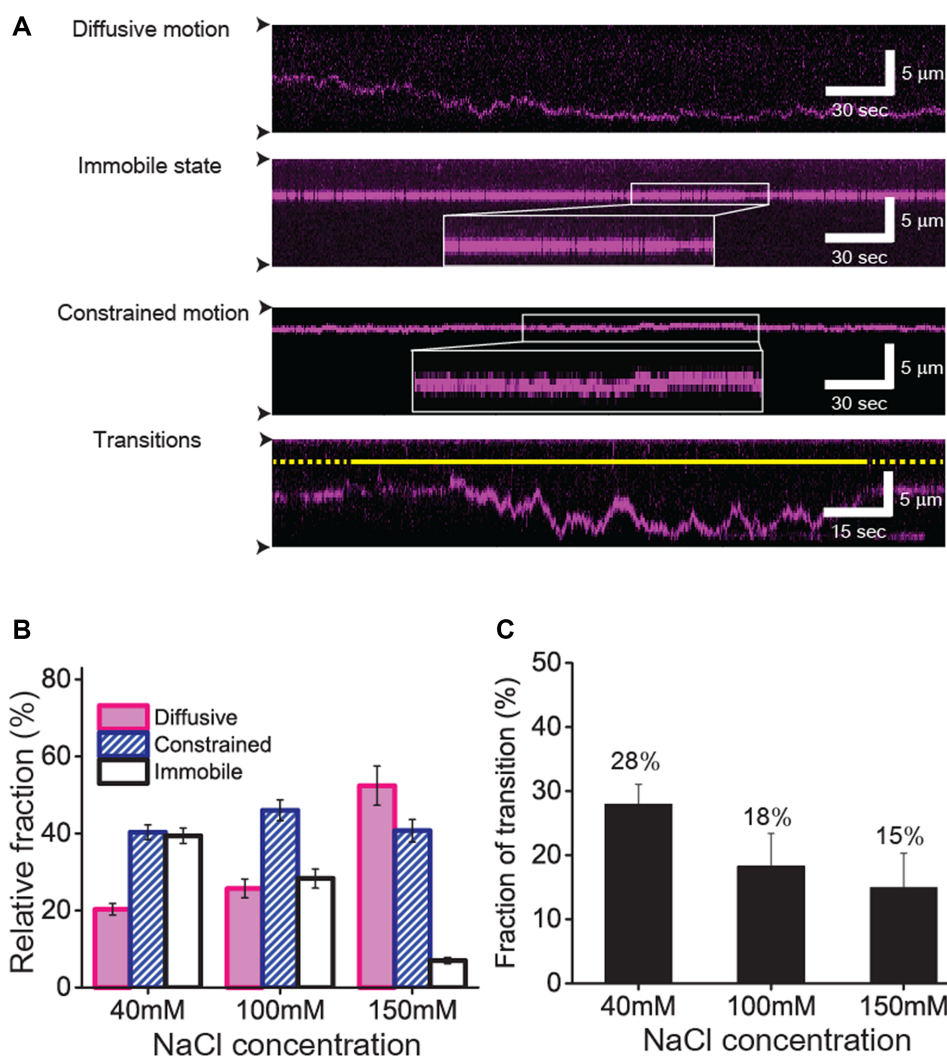 A
Diffusive motion
5 µm
30 sec
Immobile state
5 µm
30 sec
Constrained motion
5 µm
30 sec
Transitions
5 µm
15 sec
B
Relative fraction (%)
80
60
40
20
0
Diffusive
Constrained
Immobile
40mM
100mM
150mM
NaCl concentration
C
Fraction of transition (%)
50
40
30
20
10
0
28%
18%
15%
40mM
100mM
150mM
NaCl concentration